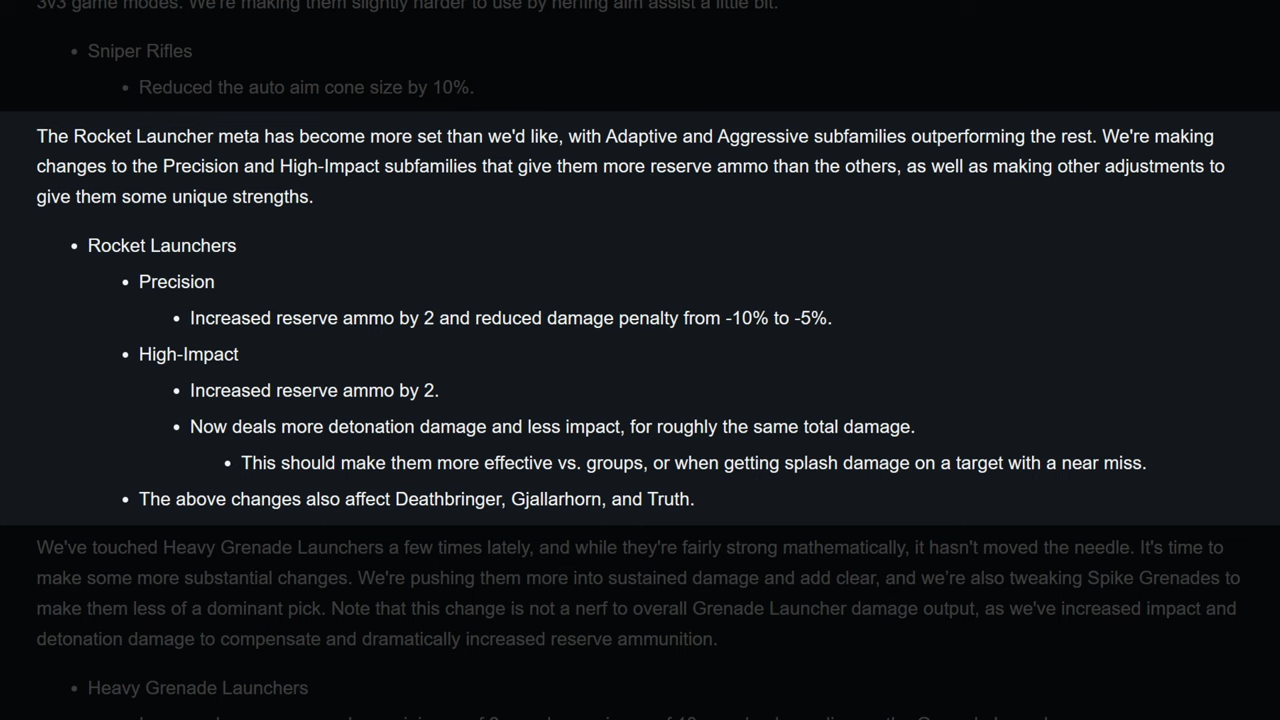 3v3 game modes. We're making them slightly harder to use by nerfing aim assist a little bit.
• Sniper Rifles
• Reduced the auto aim cone size by 10%.
The Rocket Launcher meta has become more set than we'd like, with Adaptive and Aggressive subfamilies outperforming the rest. We're making
changes to the Precision and High-Impact subfamilies that give them more reserve ammo than the others, as well as making other adjustments to
give them some unique strengths.
• Rocket Launchers
• Precision
• Increased reserve ammo by 2 and reduced damage penalty from -10% to -5%.
• High-Impact
• Increased reserve ammo by 2.
• Now deals more detonation damage and less impact, for roughly the same total damage.
• This should make them more effective vs. groups, or when getting splash damage on a target with a near miss.
• The above changes also affect Deathbringer, Gjallarhorn, and Truth.
We've touched Heavy Grenade Launchers a few times lately, and while they're fairly strong mathematically, it hasn't moved the needle. It's time to
make some more substantial changes. We're pushing them more into sustained damage and add clear, and we're also tweaking Spike Grenades to
make them less of a dominant pick. Note that this change is not a nerf to overall Grenade Launcher damage output, as we've increased impact and
detonation damage to compensate and dramatically increased reserve ammunition.
• Heavy Grenade Launchers